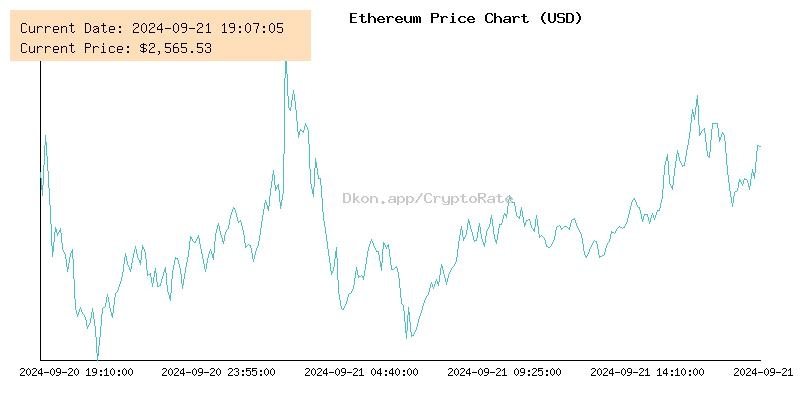 Ethereum Price Chart (USD)
Current Date: 2024-09-21 19:07:05
Current Price: $2,565.53
Dkon.app/CryptoRate
2024-09-20 19:10:00 2024-09-20 23:55:00 2024-09-21 04:40:00 2024-09-21 09:25:00 2024-09-21 14:10:00 2024-09-21